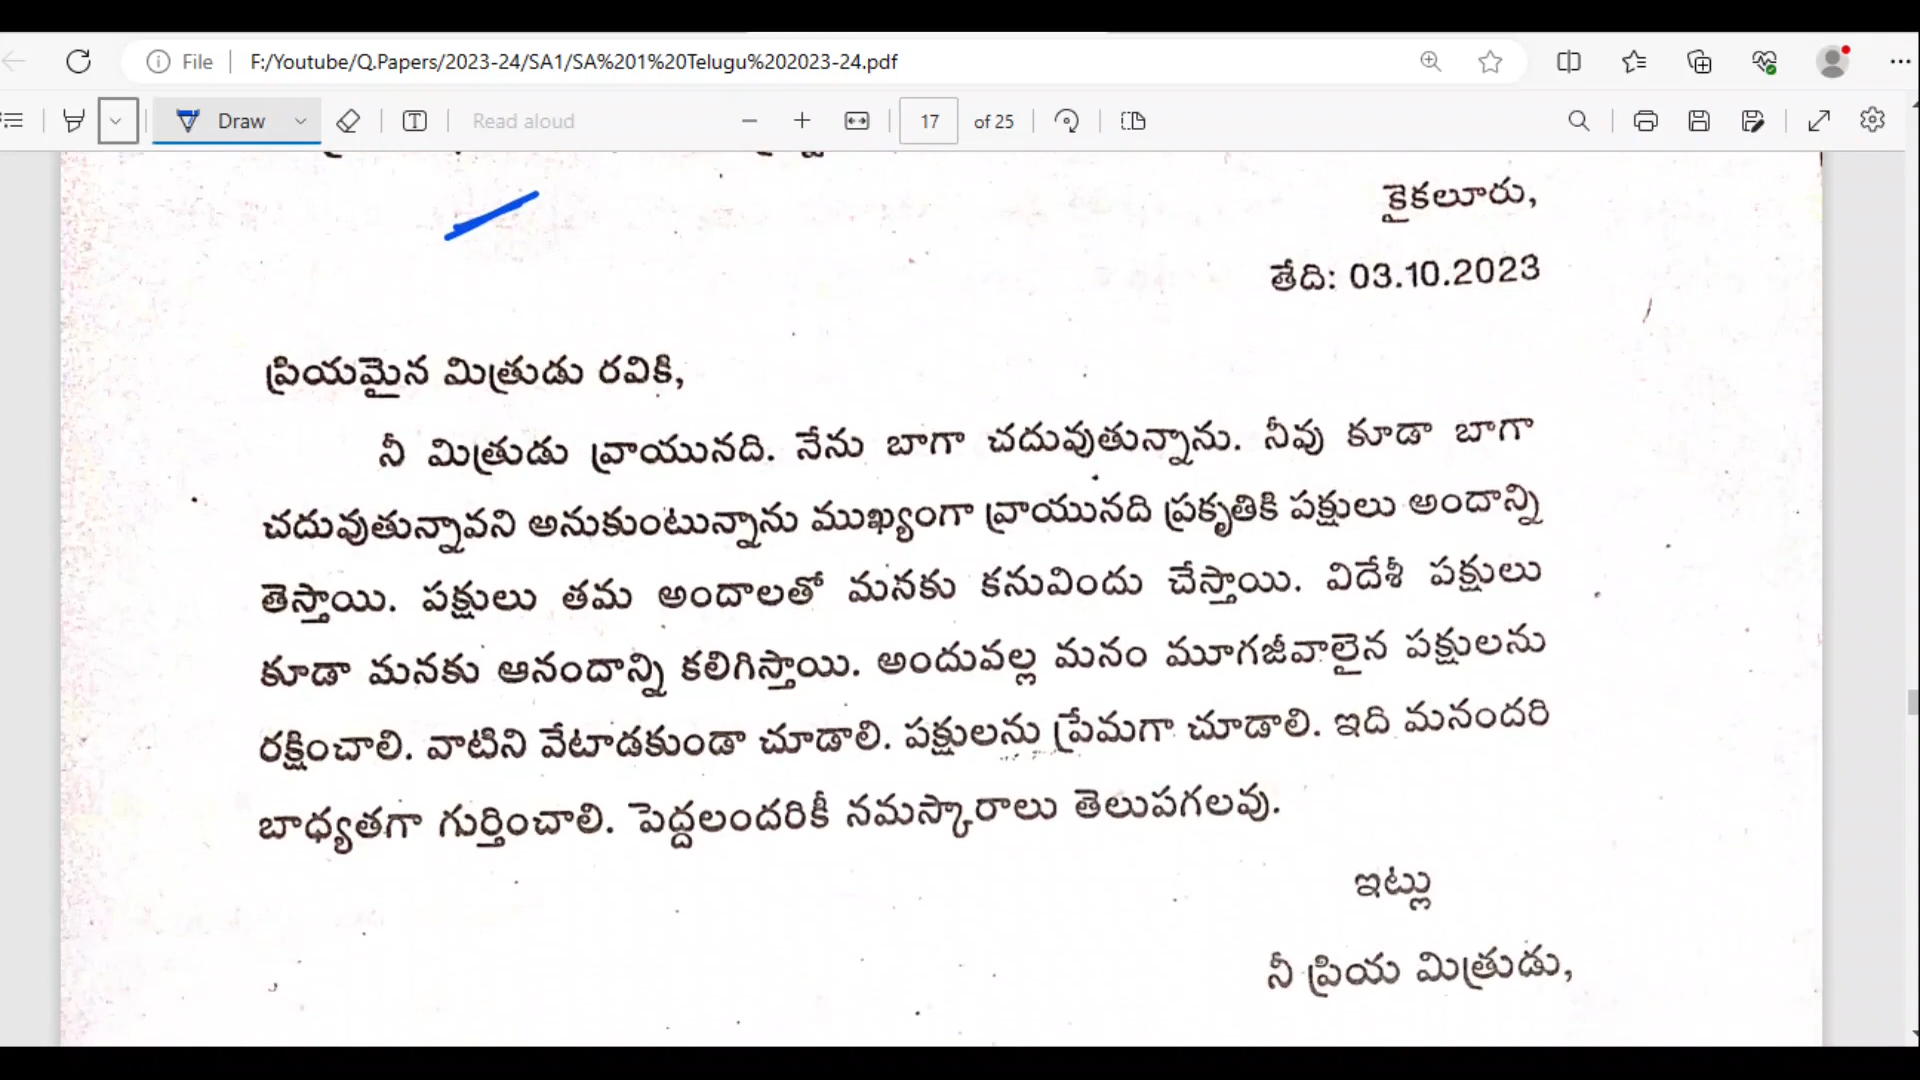 File F:/Youtube/Q.Papers/2023-24/SA1/SA%201%20Telugu%202023-24.pdf
Draw Read aloud 17 of 25
కైకలూరు,
తేది: 03.10.2023
ప్రియమైన మిత్రుడు రవికి,
నీ మిత్రుడు వ్రాయునది. నేను బాగా చదువుతున్నాను. నీవు కూడా బాగా
చదువుతున్నావని అనుకుంటున్నాను ముఖ్యంగా వ్రాయునది ప్రకృతికి పక్షులు అందాన్ని
తెస్తాయి. పక్షులు తమ అందాలతో మనకు కనువిందు చేస్తాయి. విదేశీ పక్షులు
కూడా మనకు ఆనందాన్ని కలిగిస్తాయి. అందువల్ల మనం మూగజీవాలైన పక్షులను
రక్షించాలి. వాటిని వేటాడకుండా చూడాలి. పక్షులను ప్రేమగా చూడాలి. ఇది మనందరి
బాధ్యతగా గుర్తించాలి. పెద్దలందరికీ నమస్కారాలు తెలుపగలవు.
ఇట్లు
నీ ప్రియ మిత్రుడు,